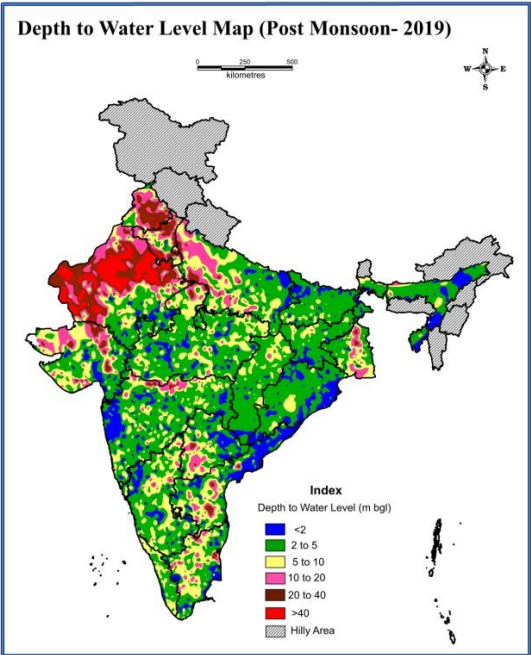 Depth to Water Level Map (Post Monsoon- 2019)
N
W E
S
0 250 500
kilometres
Index
Depth to Water Level (m bgl)
<2
2 to 5
5 to 10
10 to 20
20 to 40
>40
Hilly Area